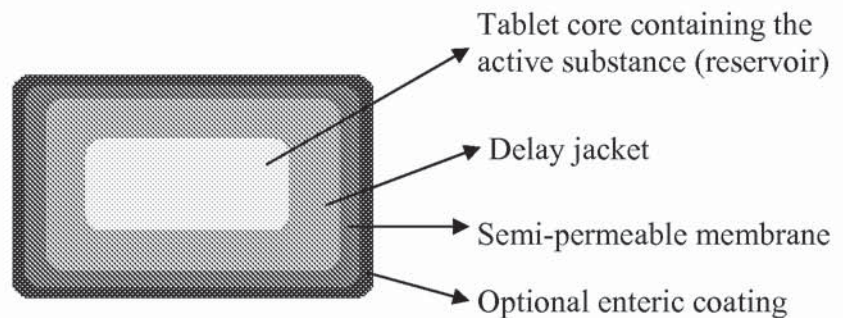 Tablet core containing the
active substance (reservoir)
Delay jacket
Semi-permeable membrane
Optional enteric coating